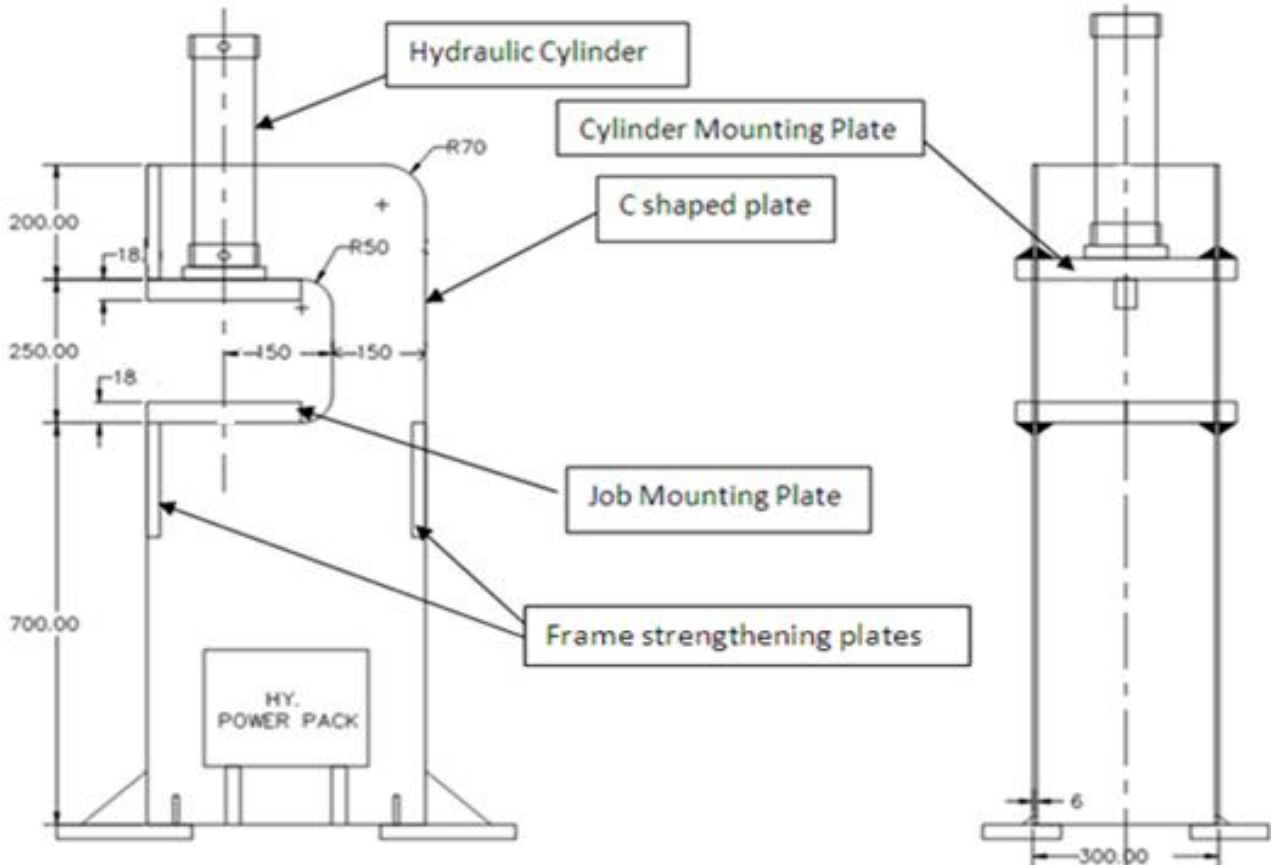 Hydraulic Cylinder
Cylinder Mounting Plate
R70
C shaped plate
200.00
R50
18
250.00
150
150
18
Job Mounting Plate
700.00
Frame strengthening plates
HY.
POWER PACK
6
300.00